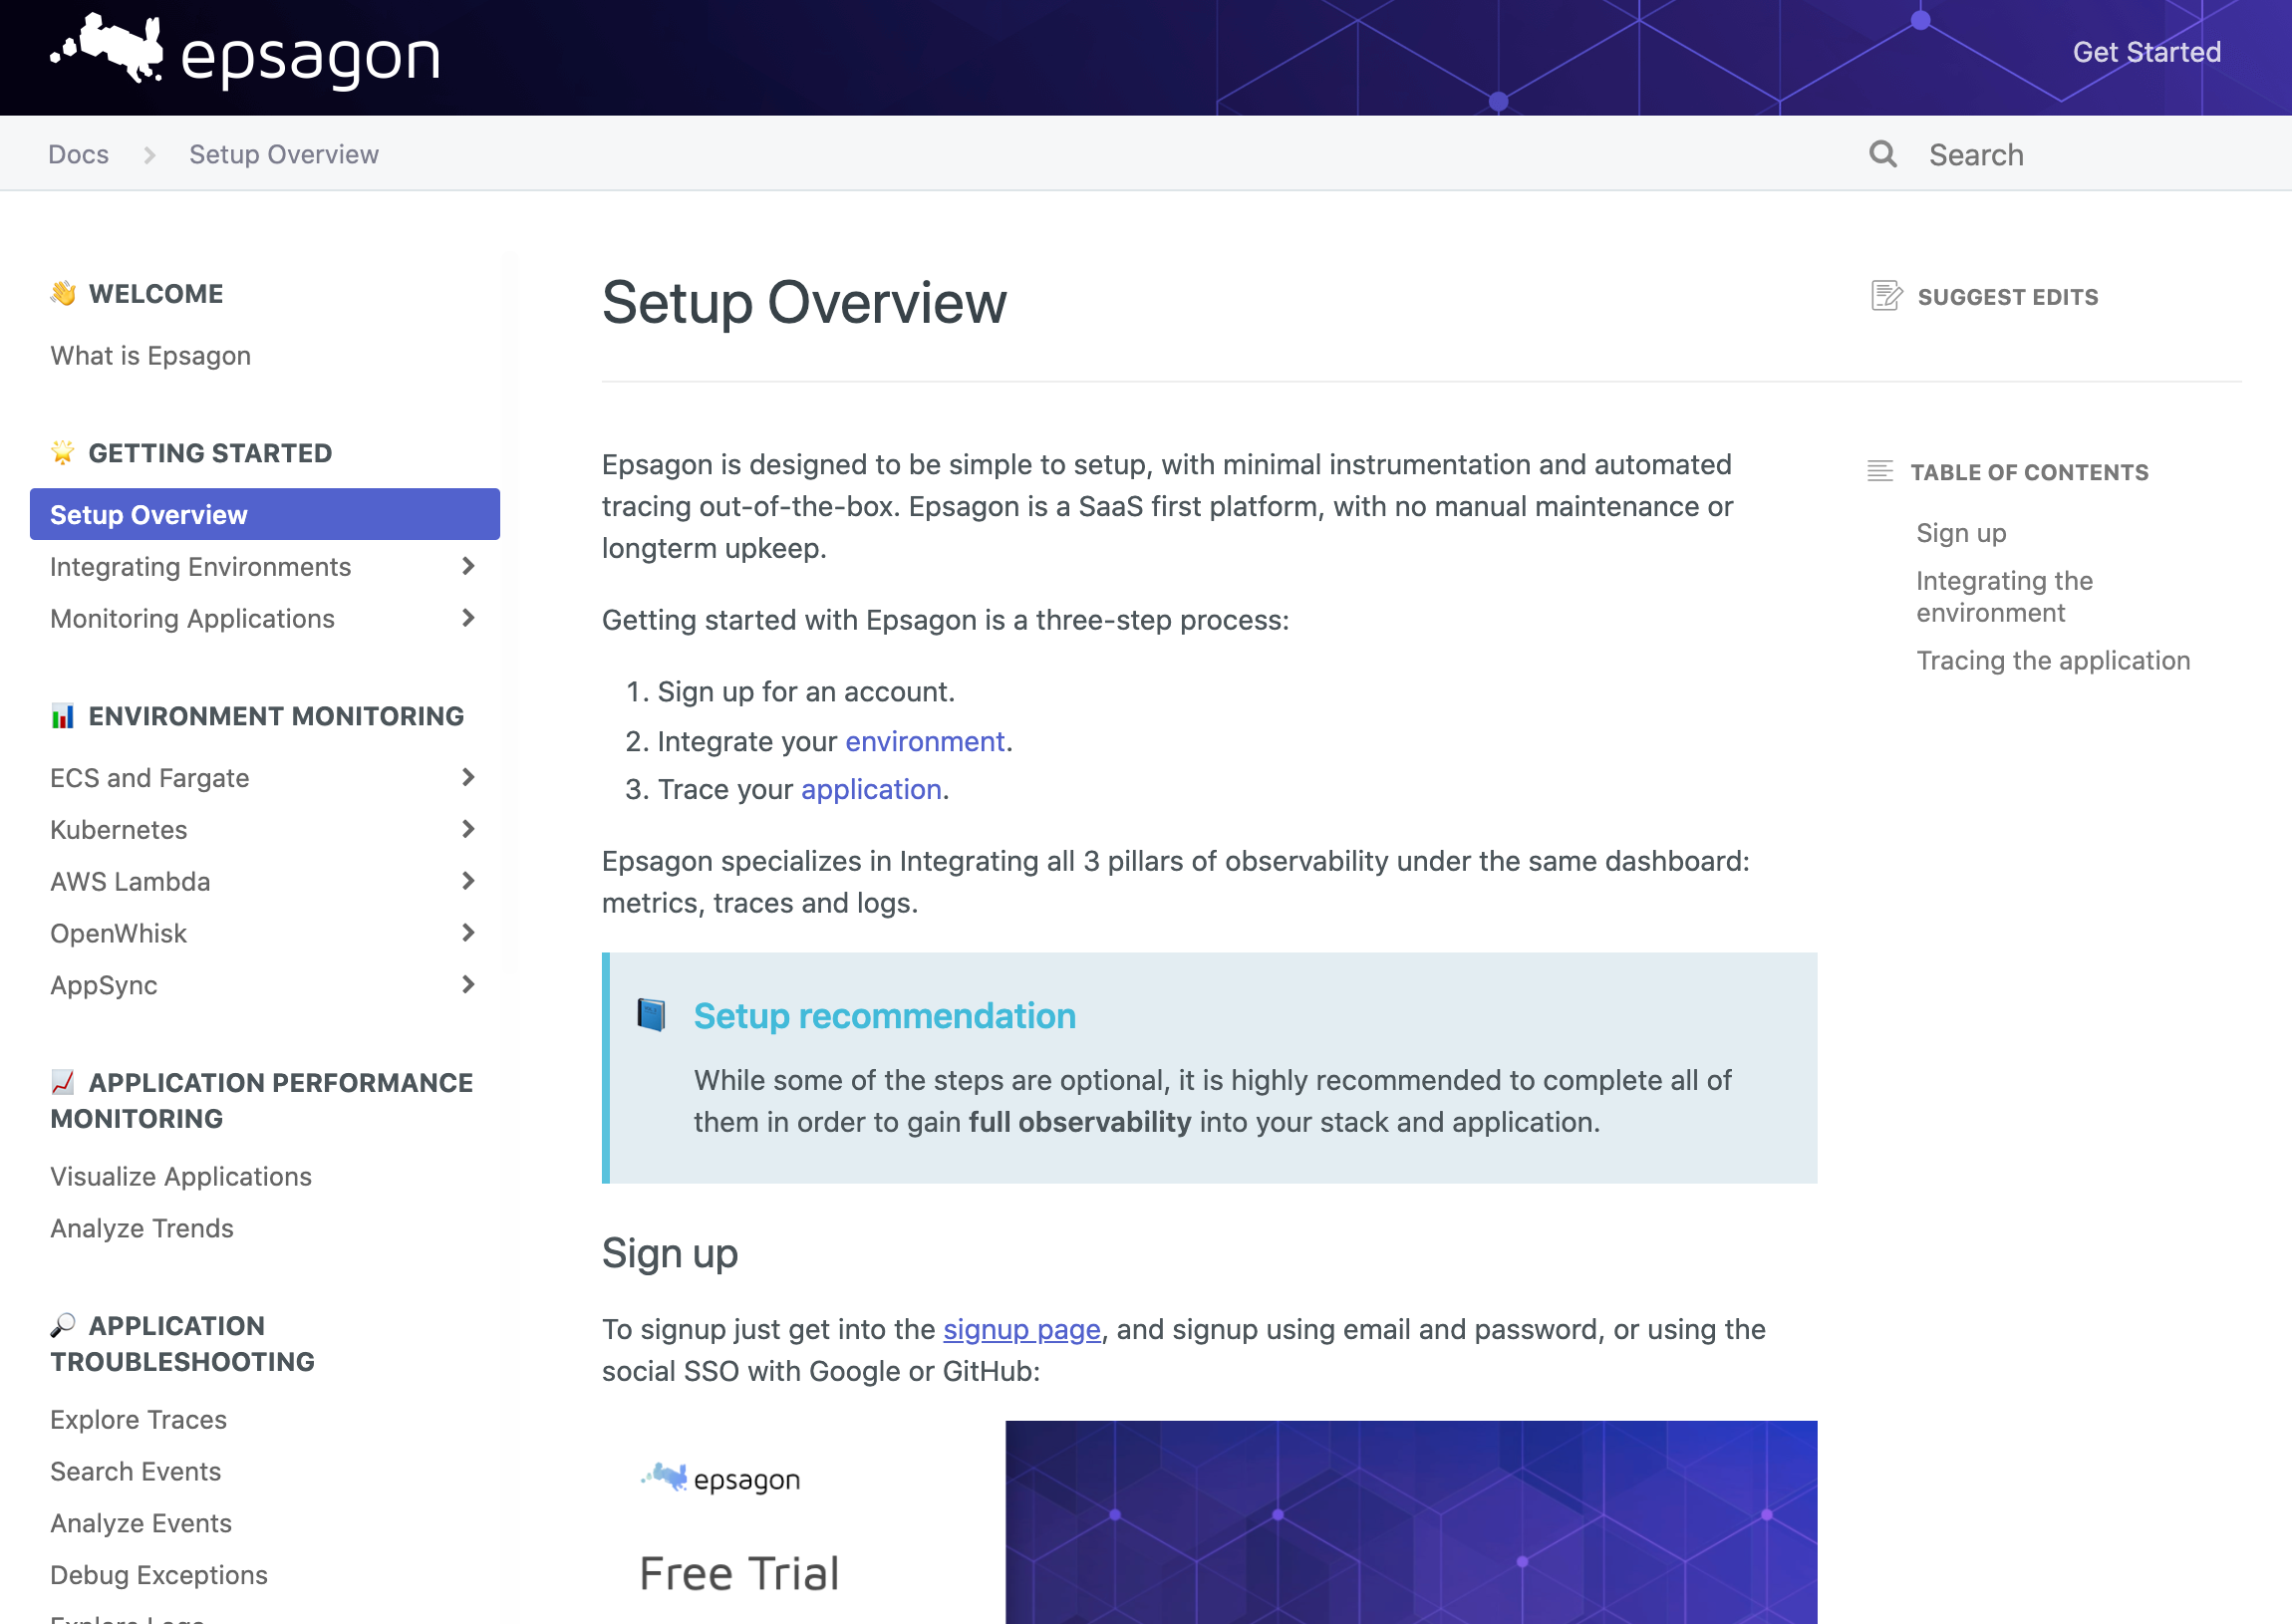 epsagon
Get Started
Docs
Setup Overview
Search
👋 WELCOME
What is Epsagon
🌟 GETTING STARTED
Setup Overview
Integrating Environments
Monitoring Applications
📊 ENVIRONMENT MONITORING
ECS and Fargate
Kubernetes
AWS Lambda
OpenWhisk
AppSync
📈 APPLICATION PERFORMANCE
MONITORING
Visualize Applications
Analyze Trends
🔎 APPLICATION
TROUBLESHOOTING
Explore Traces
Search Events
Analyze Events
Debug Exceptions
Setup Overview
Epsagon is designed to be simple to setup, with minimal instrumentation and automated
tracing out-of-the-box. Epsagon is a SaaS first platform, with no manual maintenance or
longterm upkeep.
Getting started with Epsagon is a three-step process:
1. Sign up for an account.
2. Integrate your environment.
3. Trace your application.
Epsagon specializes in Integrating all 3 pillars of observability under the same dashboard:
metrics, traces and logs.
📘 Setup recommendation
While some of the steps are optional, it is highly recommended to complete all of
them in order to gain full observability into your stack and application.
Sign up
To signup just get into the signup page, and signup using email and password, or using the
social SSO with Google or GitHub:
epsagon
Free Trial
SUGGEST EDITS
TABLE OF CONTENTS
Sign up
Integrating the
environment
Tracing the application